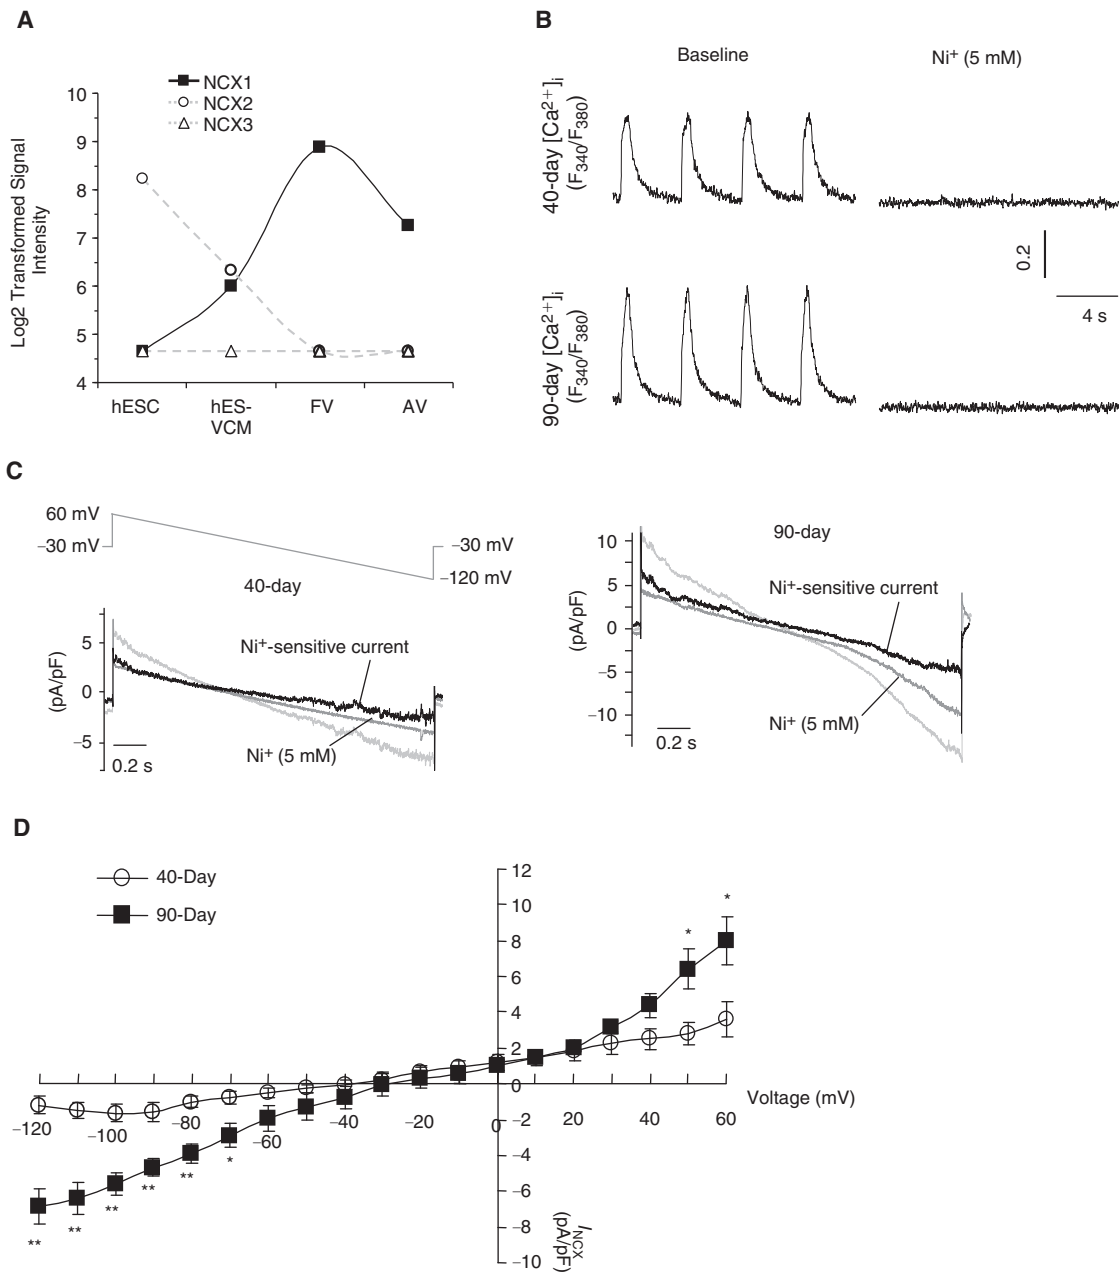 A
NCX1
NCX2
NCX3
Log2 Transformed Signal
Intensity
10
9
8
7
6
5
4
hESC
hES-
VCM
FV
AV
B
Baseline
Ni+ (5 mM)
40-day [Ca2+]i
(F340/F380)
0.2
4 s
90-day [Ca2+]i
(F340/F380)
C
60 mV
−30 mV
−30 mV
−120 mV
40-day
(pA/pF)
5
0
−5
Ni+-sensitive current
Ni+ (5 mM)
0.2 s
90-day
(pA/pF)
10
5
0
−5
−10
Ni+-sensitive current
Ni+ (5 mM)
0.2 s
D
40-Day
90-Day
12
10
8
6
4
2
0
−2
−4
−6
−8
−10
−120
−100
−80
−60
−40
−20
0
20
40
60
Voltage (mV)
INCX
(pA/pF)
*
*
*
**
**
**
**
**